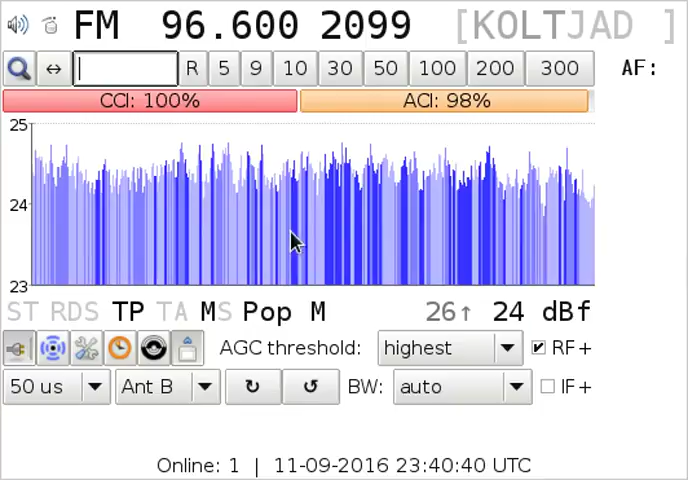 FM 96.600 2099 [KOLTJAD ]
R 5 9 10 30 50 100 200 300 AF:
CCI: 100% ACI: 98%
25
24
23
ST RDS TP TA MS Pop M 26↑ 24 dBf
AGC threshold: highest RF+
50 us Ant B ↻ ↺ BW: auto IF+
Online: 1 | 11-09-2016 23:40:40 UTC